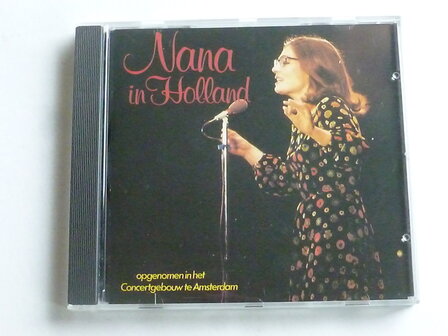 Nana
in Holland
opgenomen in het
Concertgebouw te Amsterdam